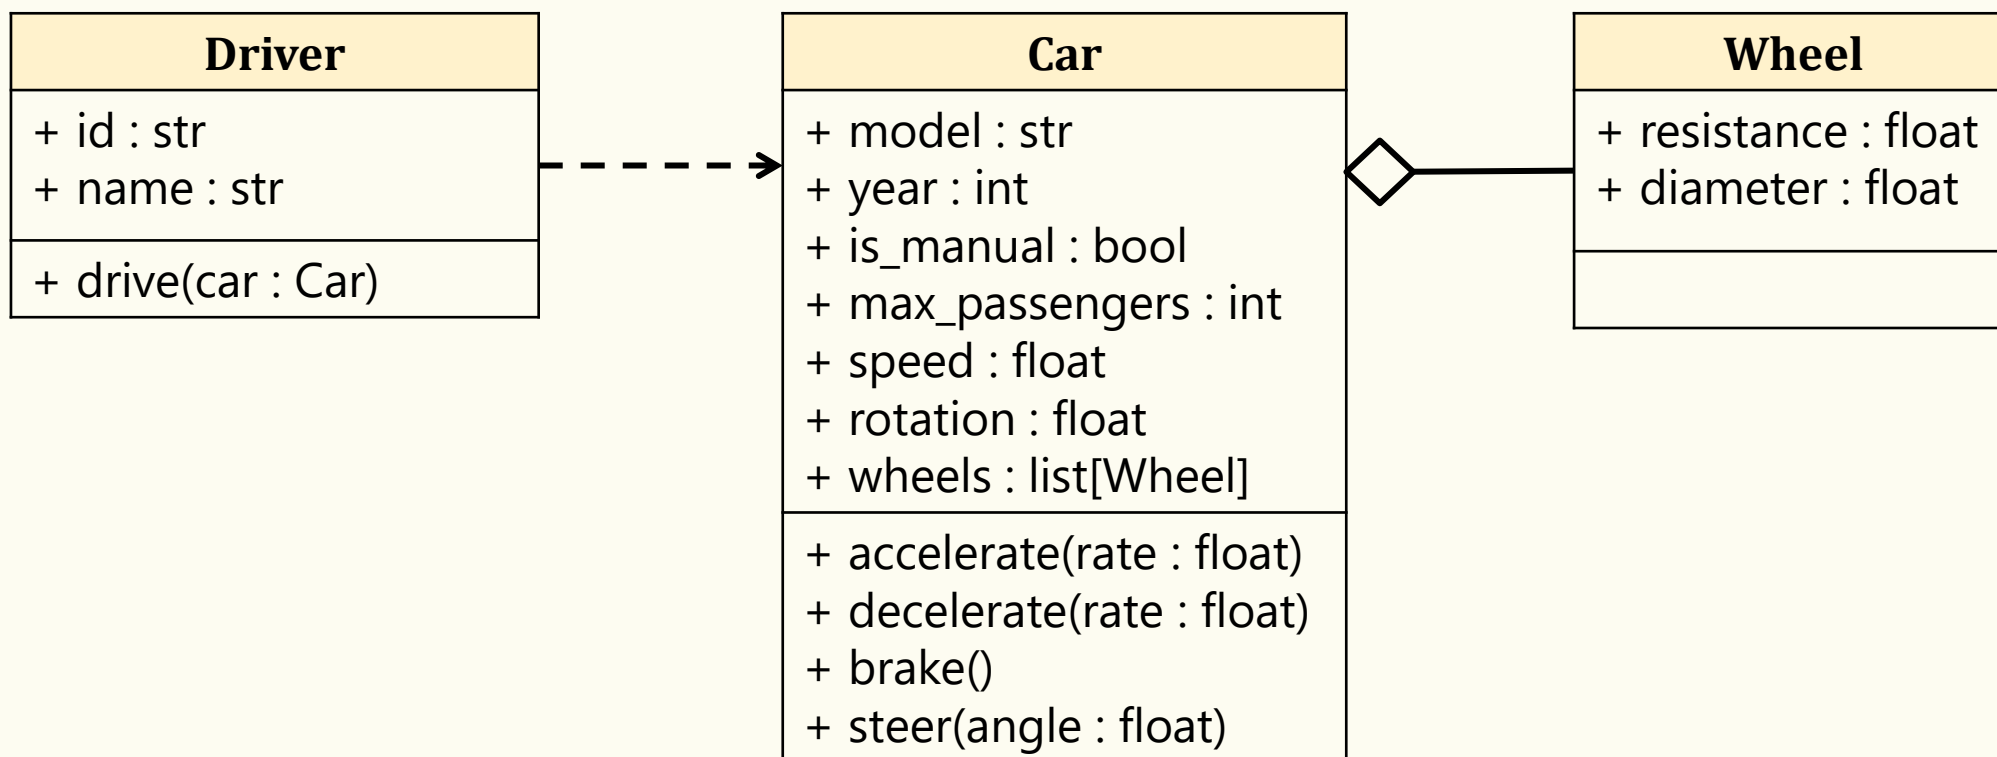 Driver
+ id : str
+ name : str
+ drive(car : Car)
Car
+ model : str
+ year : int
+ is_manual : bool
+ max_passengers : int
+ speed : float
+ rotation : float
+ wheels : list[Wheel]
+ accelerate(rate : float)
+ decelerate(rate : float)
+ brake()
+ steer(angle : float)
Wheel
+ resistance : float
+ diameter : float